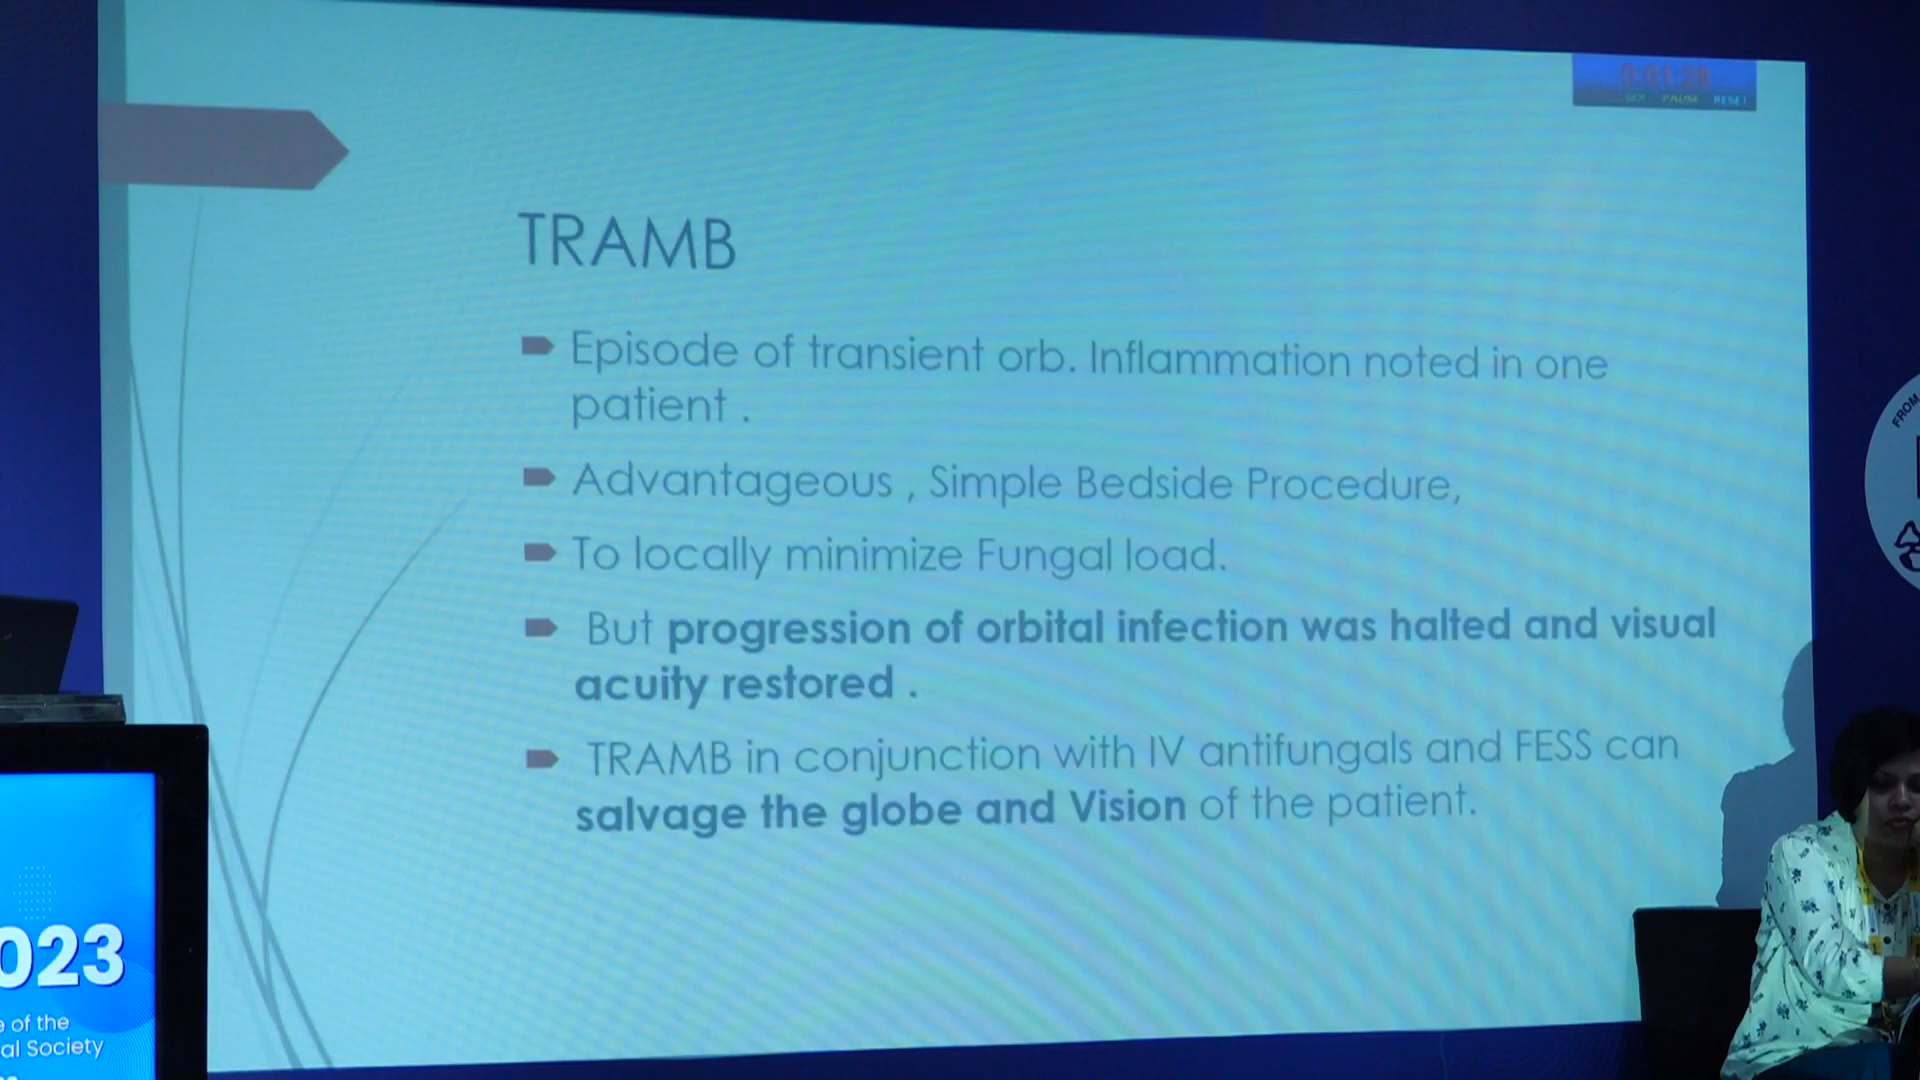 TRAMB
Episode of transient orb. Inflammation noted in one
patient .
Advantageous , Simple Bedside Procedure,
To locally minimize Fungal load.
But progression of orbital infection was halted and visual
acuity restored .
TRAMB in conjunction with IV antifungals and FESS can
salvage the globe and Vision of the patient.
PAUSE
023
of the
al Society
FROM